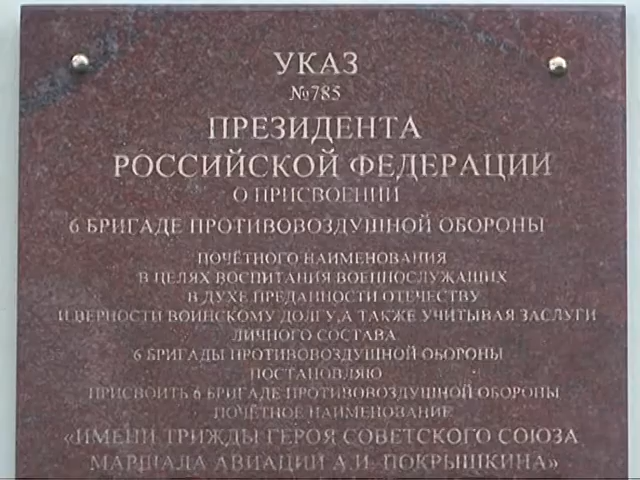 УКАЗ
№785
ПРЕЗИДЕНТА
РОССИЙСКОЙ ФЕДЕРАЦИИ
О ПРИСВОЕНИИ
6 БРИГАДЕ ПРОТИВОВОЗДУШНОЙ ОБОРОНЫ
ПОЧЁТНОГО НАИМЕНОВАНИЯ
В ЦЕЛЯХ ВОСПИТАНИЯ ВОЕННОСЛУЖАЩИХ
В ДУХЕ ПРЕДАННОСТИ ОТЕЧЕСТВУ
И ВЕРНОСТИ ВОИНСКОМУ ДОЛГУ,А ТАКЖЕ УЧИТЫВАЯ ЗАСЛУГИ
ЛИЧНОГО СОСТАВА
6 БРИГАДЫ ПРОТИВОВОЗДУШНОЙ ОБОРОНЫ
ПОСТАНОВЛЯЮ
ПРИСВОИТЬ 6 БРИГАДЕ ПРОТИВОВОЗДУШНОЙ ОБОРОНЫ
ПОЧЁТНОЕ НАИМЕНОВАНИЕ
«ИМЕНИ ТРИЖДЫ ГЕРОЯ СОВЕТСКОГО СОЮЗА
МАРШАЛА АВИАЦИИ А.И. ПОКРЫШКИНА»